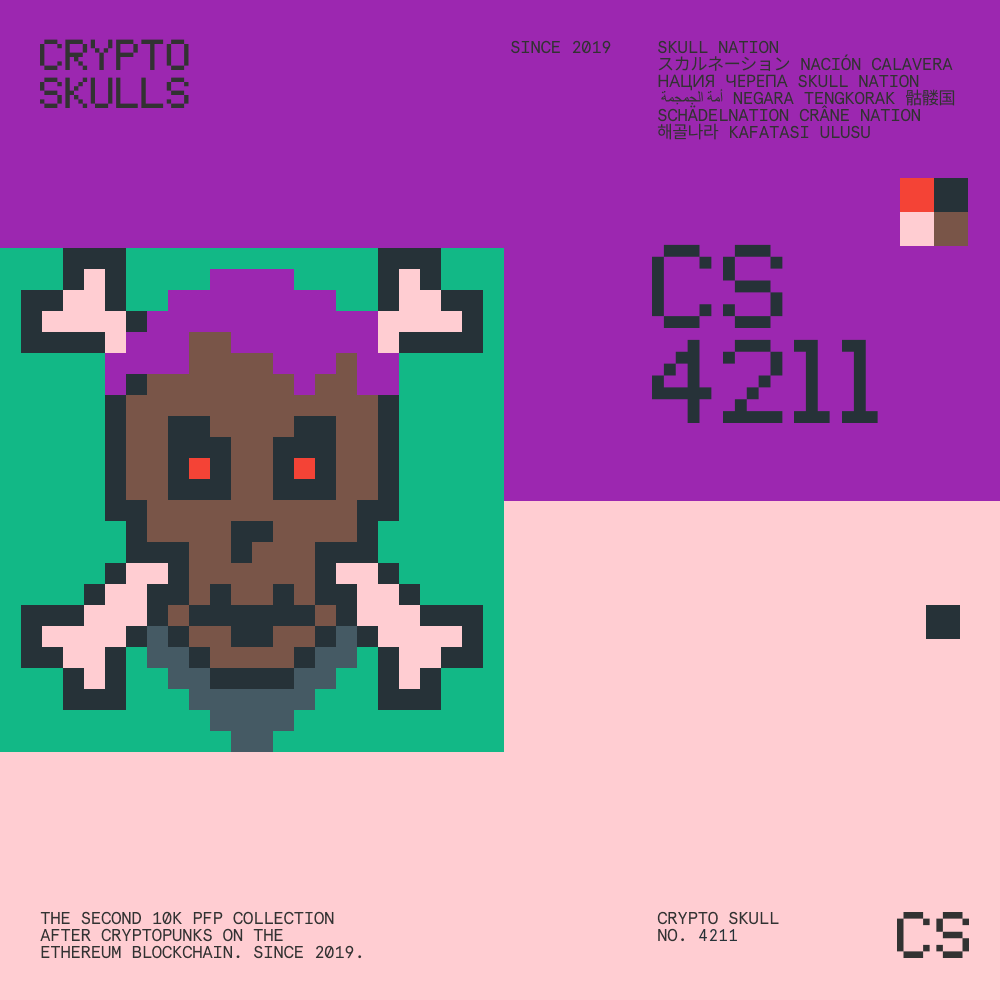 CRYPTO
SKULLS
SINCE 2019
SKULL NATION
スカルネーション NACIÓN CALAVERA
НАЦИЯ ЧЕРЕПА SKULL NATION
أمة الجمجمة NEGARA TENGKORAK 骷髅国
SCHÄDELNATION CRÂNE NATION
해골나라 KAFATASI ULUSU
CS
4211
THE SECOND 10K PFP COLLECTION
AFTER CRYPTOPUNKS ON THE
ETHEREUM BLOCKCHAIN. SINCE 2019.
CRYPTO SKULL
NO. 4211
CS